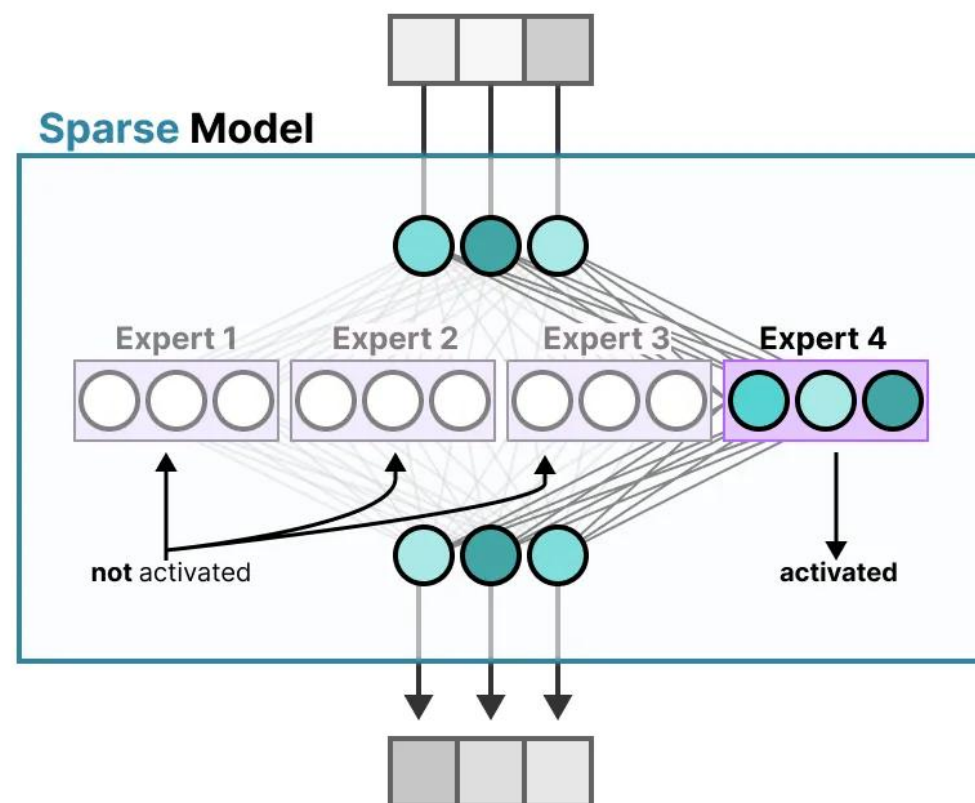 Sparse Model
Expert 1
Expert 2
Expert 3
Expert 4
not activated
activated